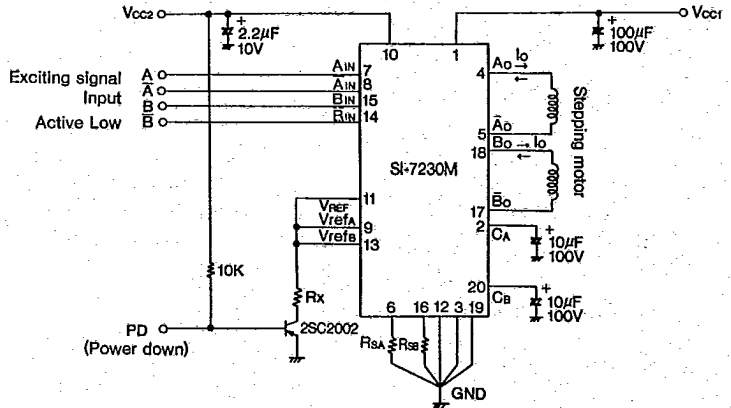 Vcc2
+
2.2μF
10V
+
100μF
100V
Vcc1
10
1
Exciting signal
Input
Active Low
A
A̅
B
B̅
AIN
A̅IN
BIN
B̅IN
7
8
15
14
SI-7230M
4
AO
IO
5
A̅O
18
BO
IO
17
B̅O
Stepping motor
2
CA
+
10μF
100V
20
CB
+
10μF
100V
11
VREF
VrefA
9
VrefB
13
10K
Rx
2SC2002
PD
(Power down)
6
16
12
3
19
RSA
RSB
GND